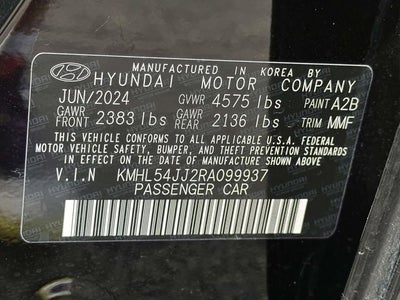 MANUFACTURED IN KOREA BY
HYUNDAI MOTOR COMPANY
JUN/2024 GVWR 4575 lbs PAINT A2B
GAWR FRONT 2383 lbs GAWR REAR 2136 lbs TRIM MMF
THIS VEHICLE CONFORMS TO ALL APPLICABLE U.S.A. FEDERAL
MOTOR VEHICLE SAFETY, BUMPER, AND THEFT PREVENTION
STANDARDS IN EFFECT ON THE DATE OF MANUFACTURE SHOWN ABOVE.
V.I.N KMHL54JJ2RA099937
PASSENGER CAR